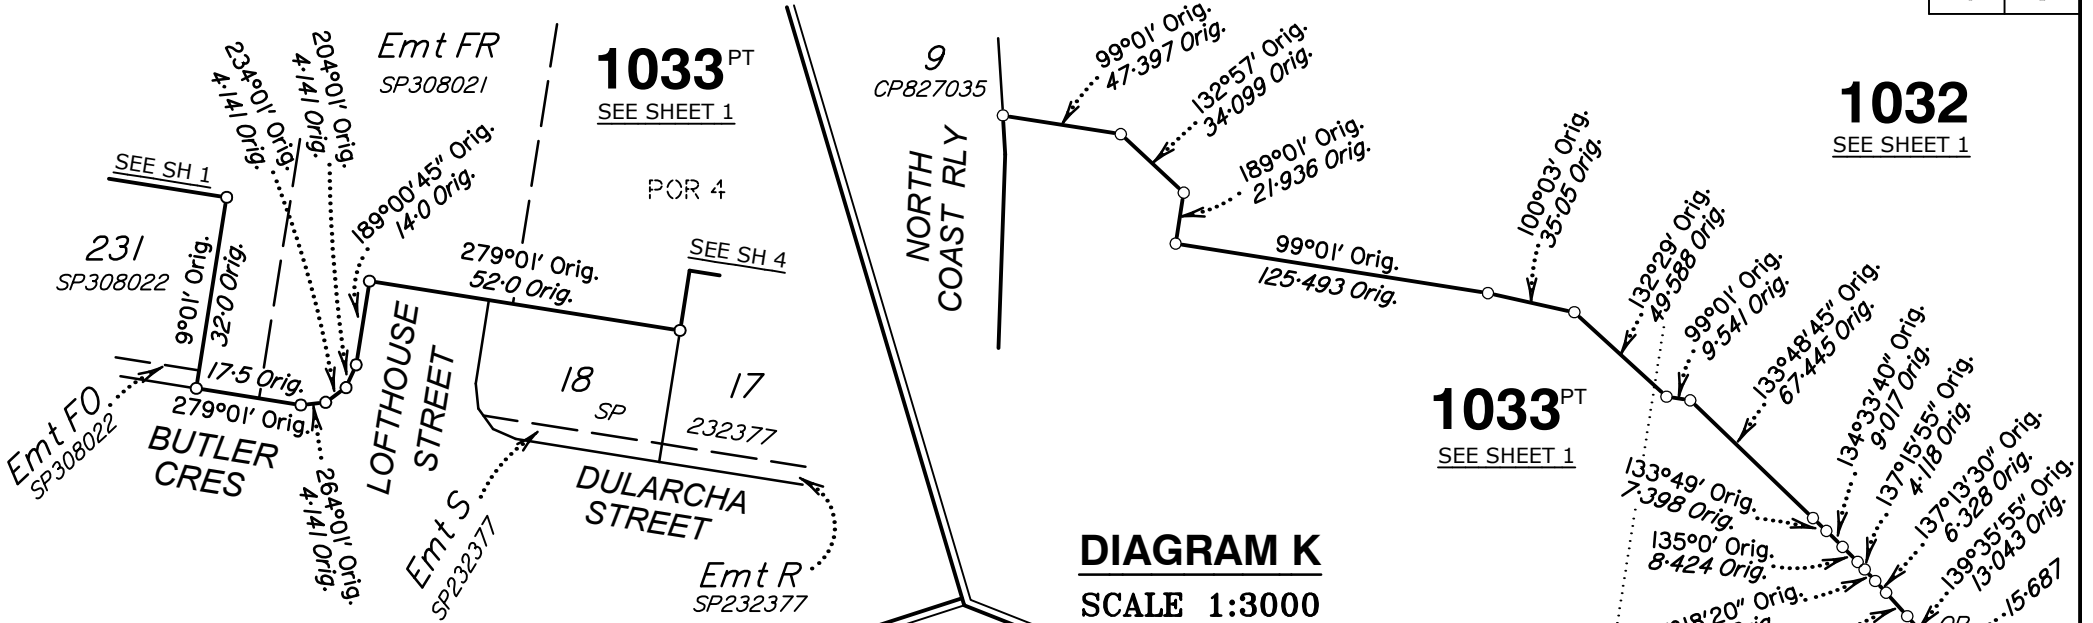 234°01′ Orig.
4·141 Orig.
204°01′ Orig.
4·141 Orig.
Emt FR
SP308021
1033 PT
SEE SHEET 1
189°00′45″ Orig.
14·0 Orig.
POR 4
SEE SH 1
231
SP308022
9°01′ Orig.
32·0 Orig.
279°01′ Orig.
52·0 Orig.
SEE SH 4
17·5 Orig.
279°01′ Orig.
LOFTHOUSE
STREET
18
SP
17
232377
Emt FO
SP308022
BUTLER
CRES
264°01′ Orig.
4·141 Orig.
Emt S
SP232377
DULARCHA
STREET
Emt R
SP232377
9
CP827035
NORTH
COAST RLY
99°01′ Orig.
47·397 Orig.
132°57′ Orig.
34·099 Orig.
189°01′ Orig.
21·936 Orig.
99°01′ Orig.
125·493 Orig.
100°03′ Orig.
35·05 Orig.
1032
SEE SHEET 1
132°29′ Orig.
49·588 Orig.
99°01′ Orig.
9·541 Orig.
133°48′45″ Orig.
67·445 Orig.
1033 PT
SEE SHEET 1
134°33′40″ Orig.
9·017 Orig.
137°15′55″ Orig.
4·118 Orig.
137°13′30″ Orig.
6·328 Orig.
139°35′55″ Orig.
13·043 Orig.
133°49′ Orig.
7·398 Orig.
135°0′ Orig.
8·424 Orig.
18′20″ Orig.
15·687
DIAGRAM K
SCALE 1:3000